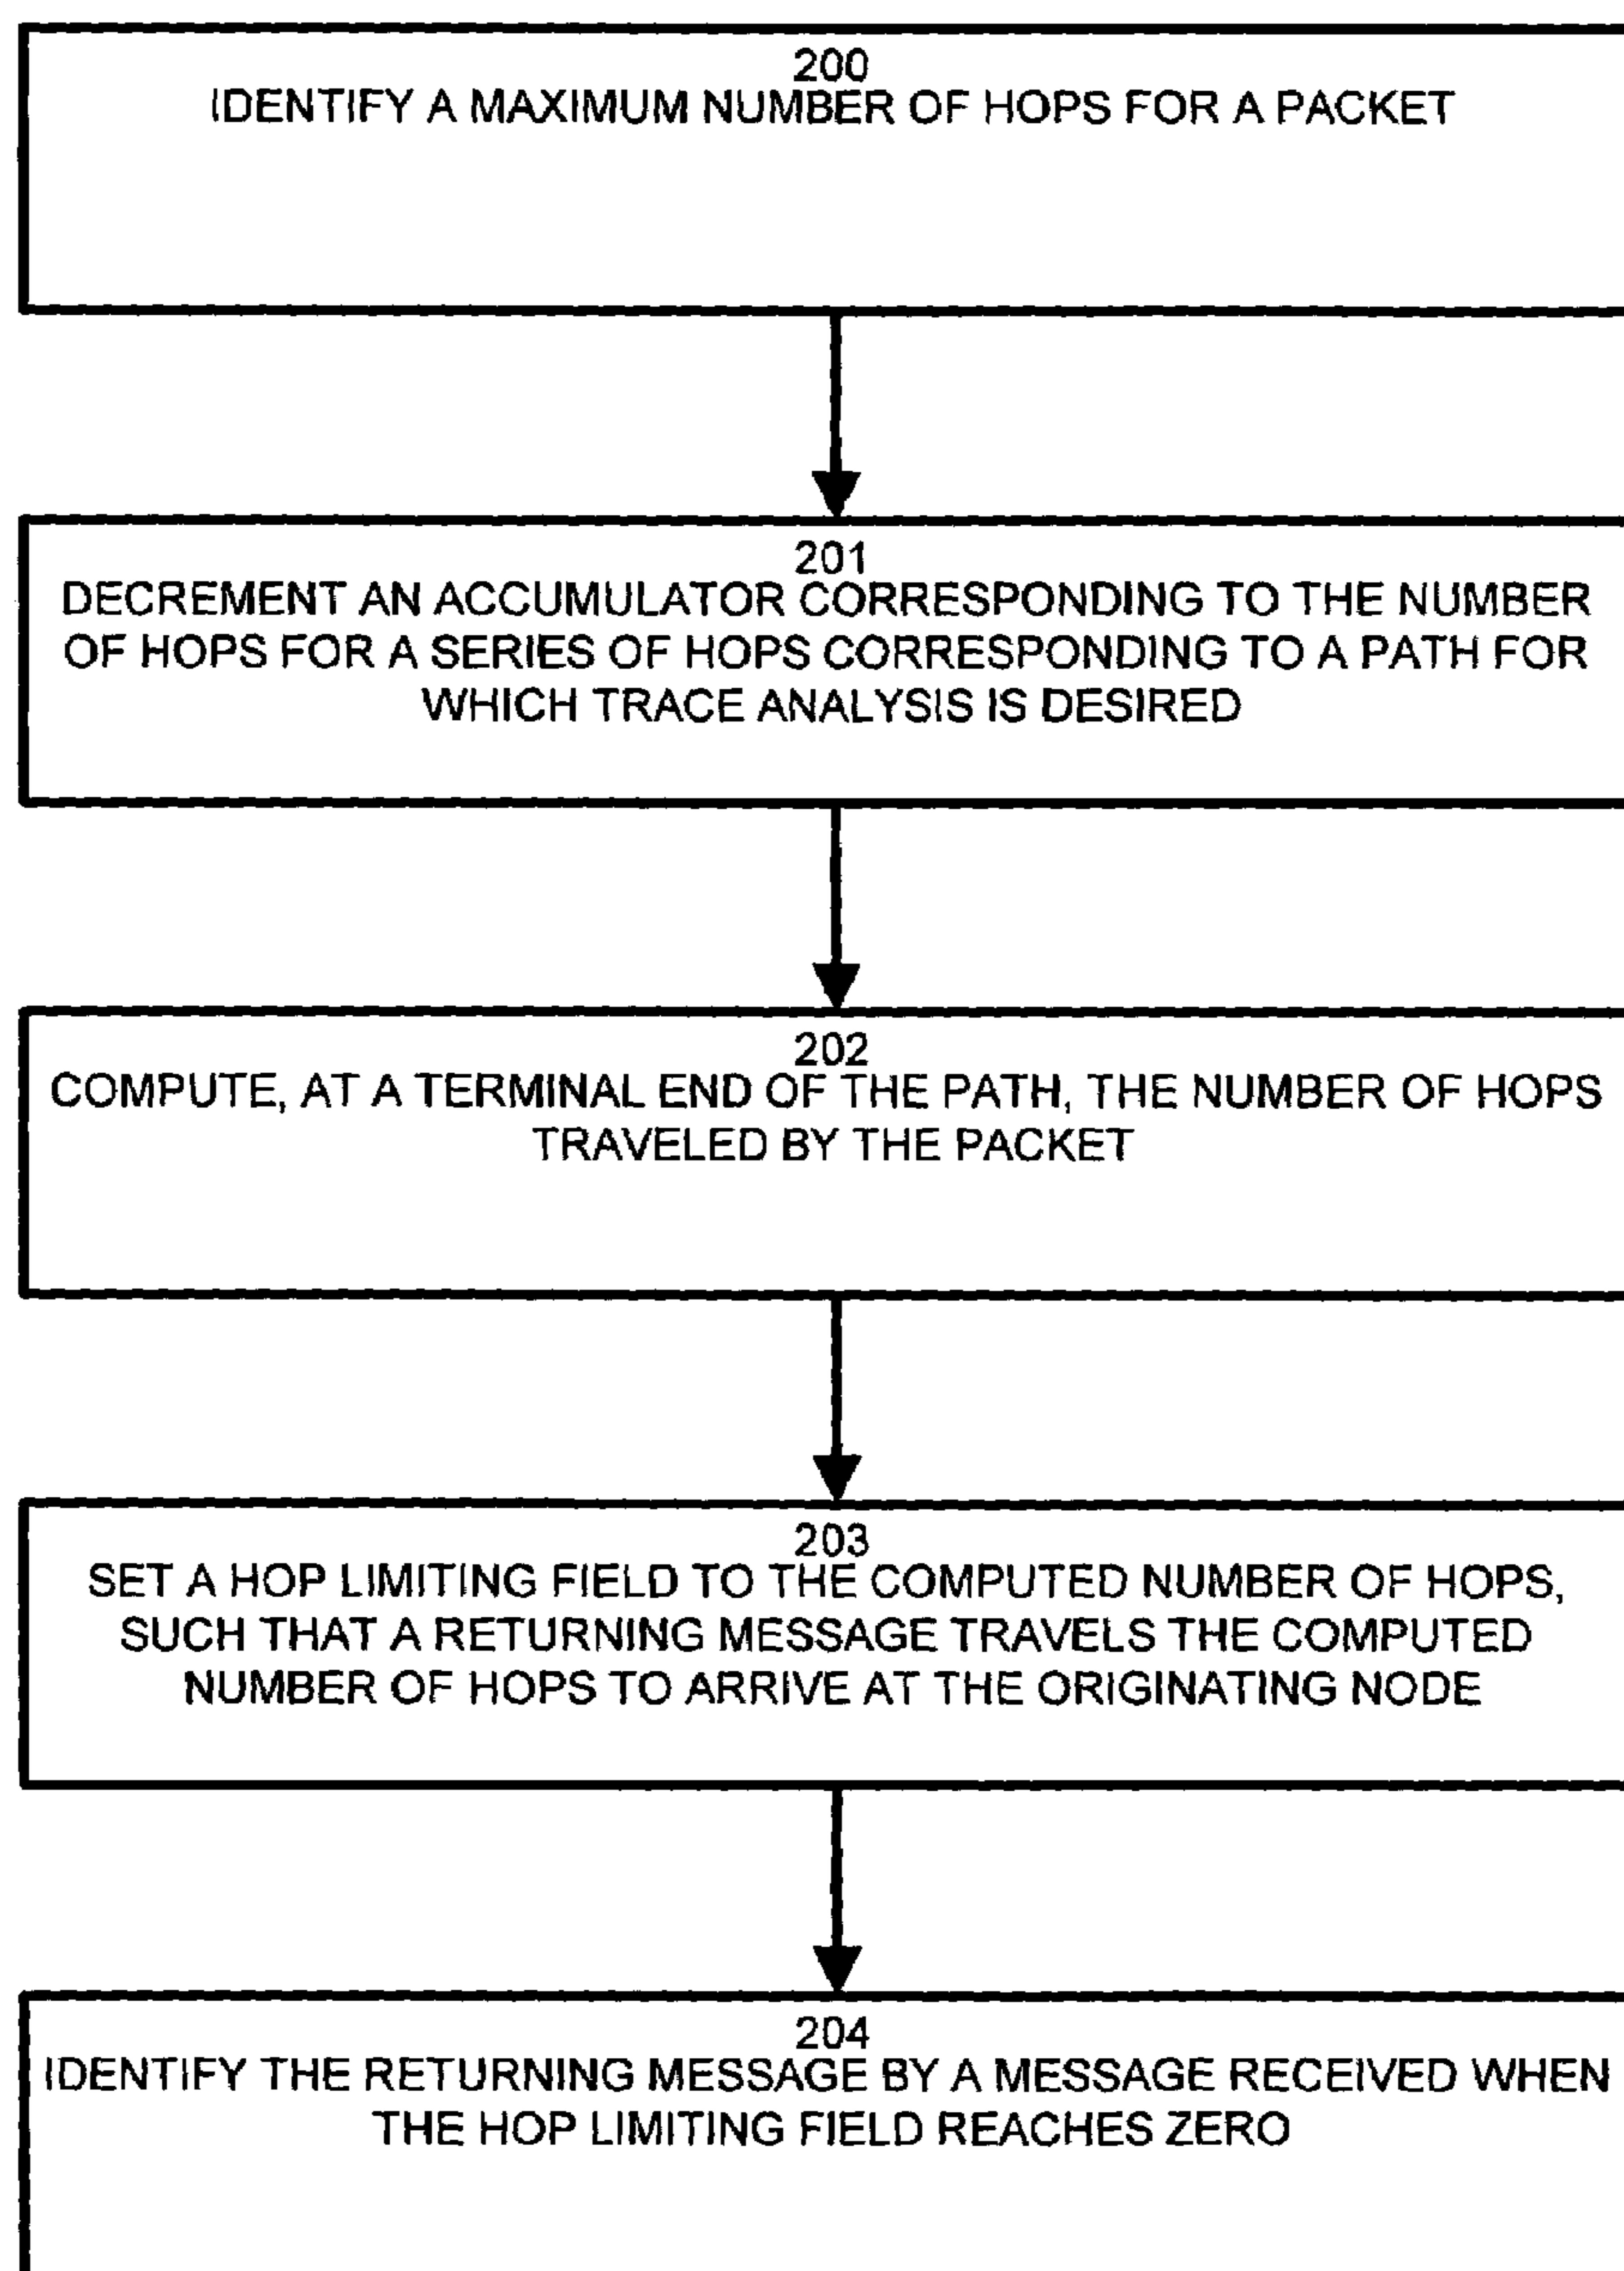 200
IDENTIFY A MAXIMUM NUMBER OF HOPS FOR A PACKET
201
DECREMENT AN ACCUMULATOR CORRESPONDING TO THE NUMBER
OF HOPS FOR A SERIES OF HOPS CORRESPONDING TO A PATH FOR
WHICH TRACE ANALYSIS IS DESIRED
202
COMPUTE, AT A TERMINAL END OF THE PATH, THE NUMBER OF HOPS
TRAVELED BY THE PACKET
203
SET A HOP LIMITING FIELD TO THE COMPUTED NUMBER OF HOPS,
SUCH THAT A RETURNING MESSAGE TRAVELS THE COMPUTED
NUMBER OF HOPS TO ARRIVE AT THE ORIGINATING NODE
204
IDENTIFY THE RETURNING MESSAGE BY A MESSAGE RECEIVED WHEN
THE HOP LIMITING FIELD REACHES ZERO